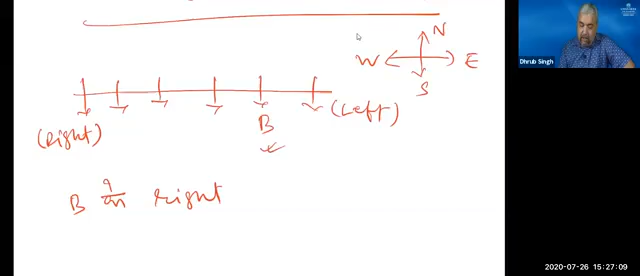 N
W E
S
(Right) (Left)
B
B के right
Dhrub Singh
2020-07-26 15:27:09